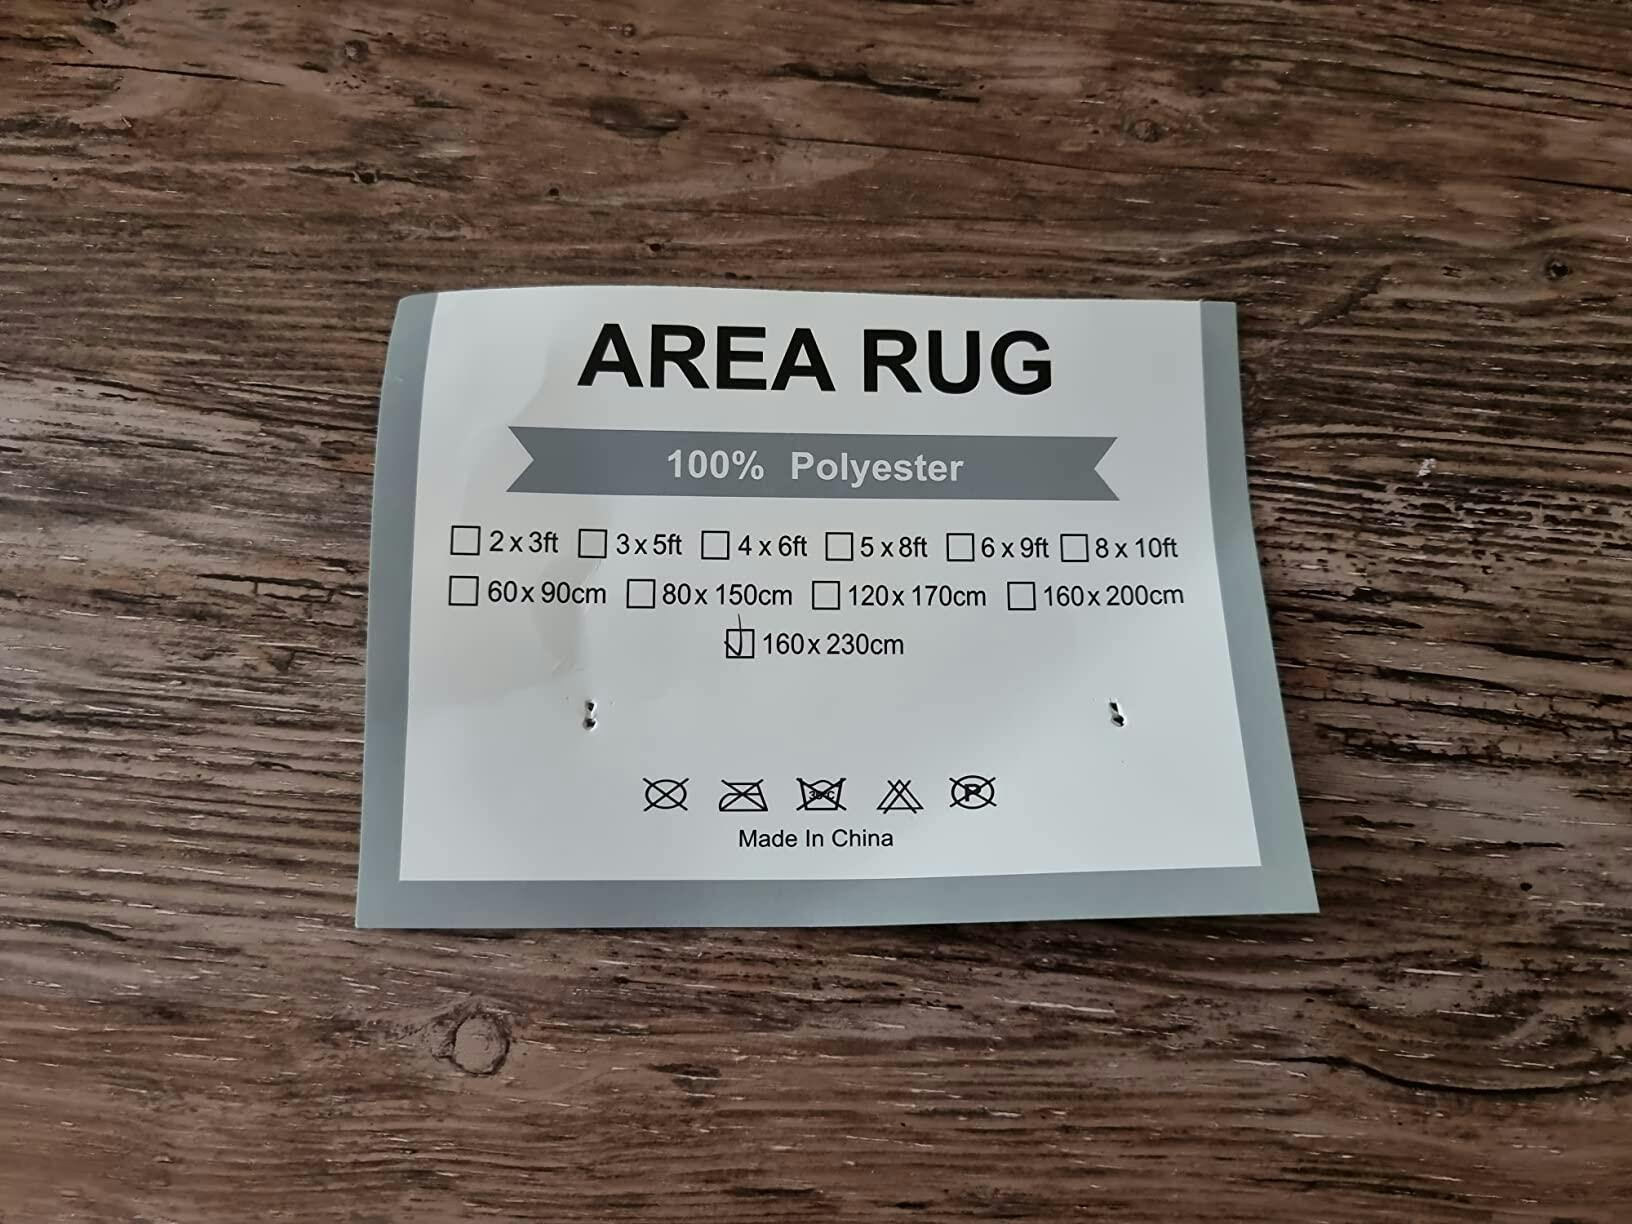 AREA RUG
100% Polyester
2 x 3ft 3 x 5ft 4 x 6ft 5 x 8ft 6 x 9ft 8 x 10ft
60 x 90cm 80 x 150cm 120 x 170cm 160 x 200cm
160 x 230cm
P
Made In China